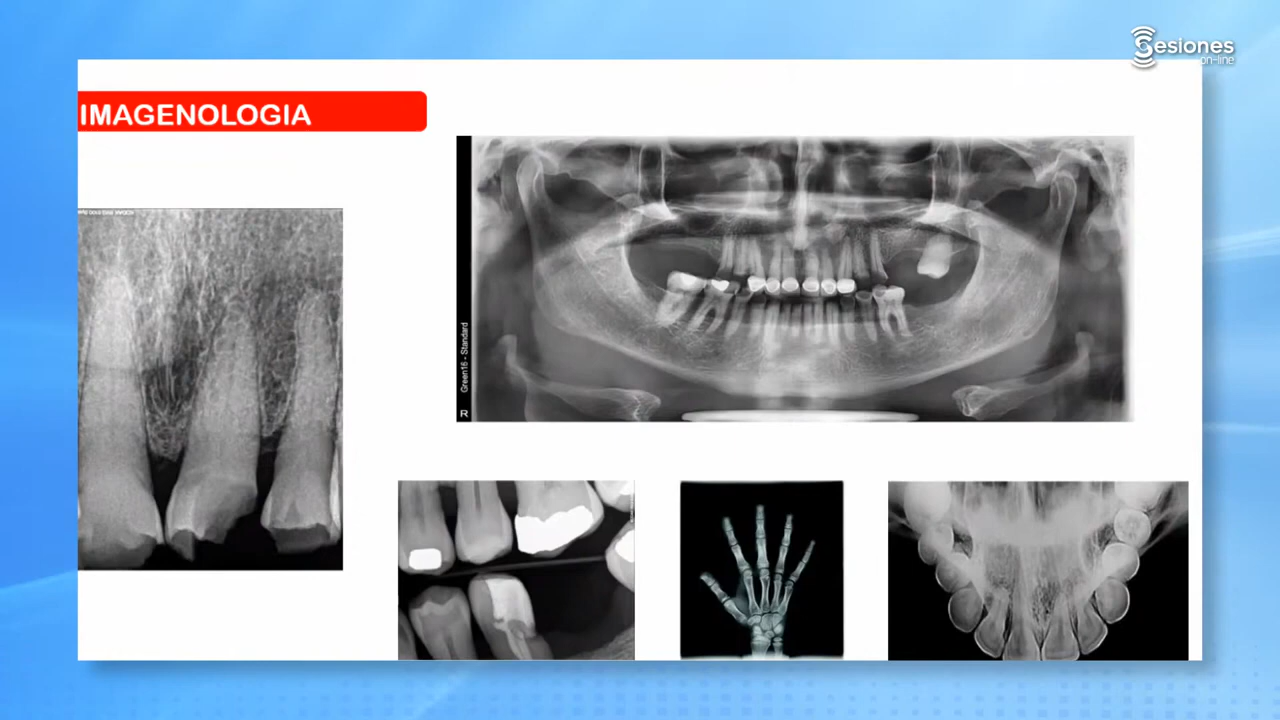 Sesiones
on-line
IMAGENOLOGIA
Green16 - Standard
R